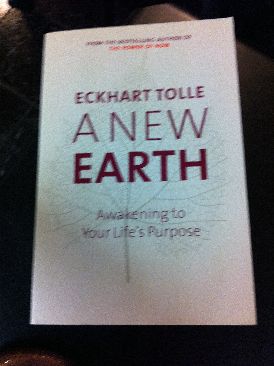 FROM THE BESTSELLING AUTHOR OF
THE POWER OF NOW
ECKHART TOLLE
A NEW
EARTH
Awakening to
Your Life's Purpose